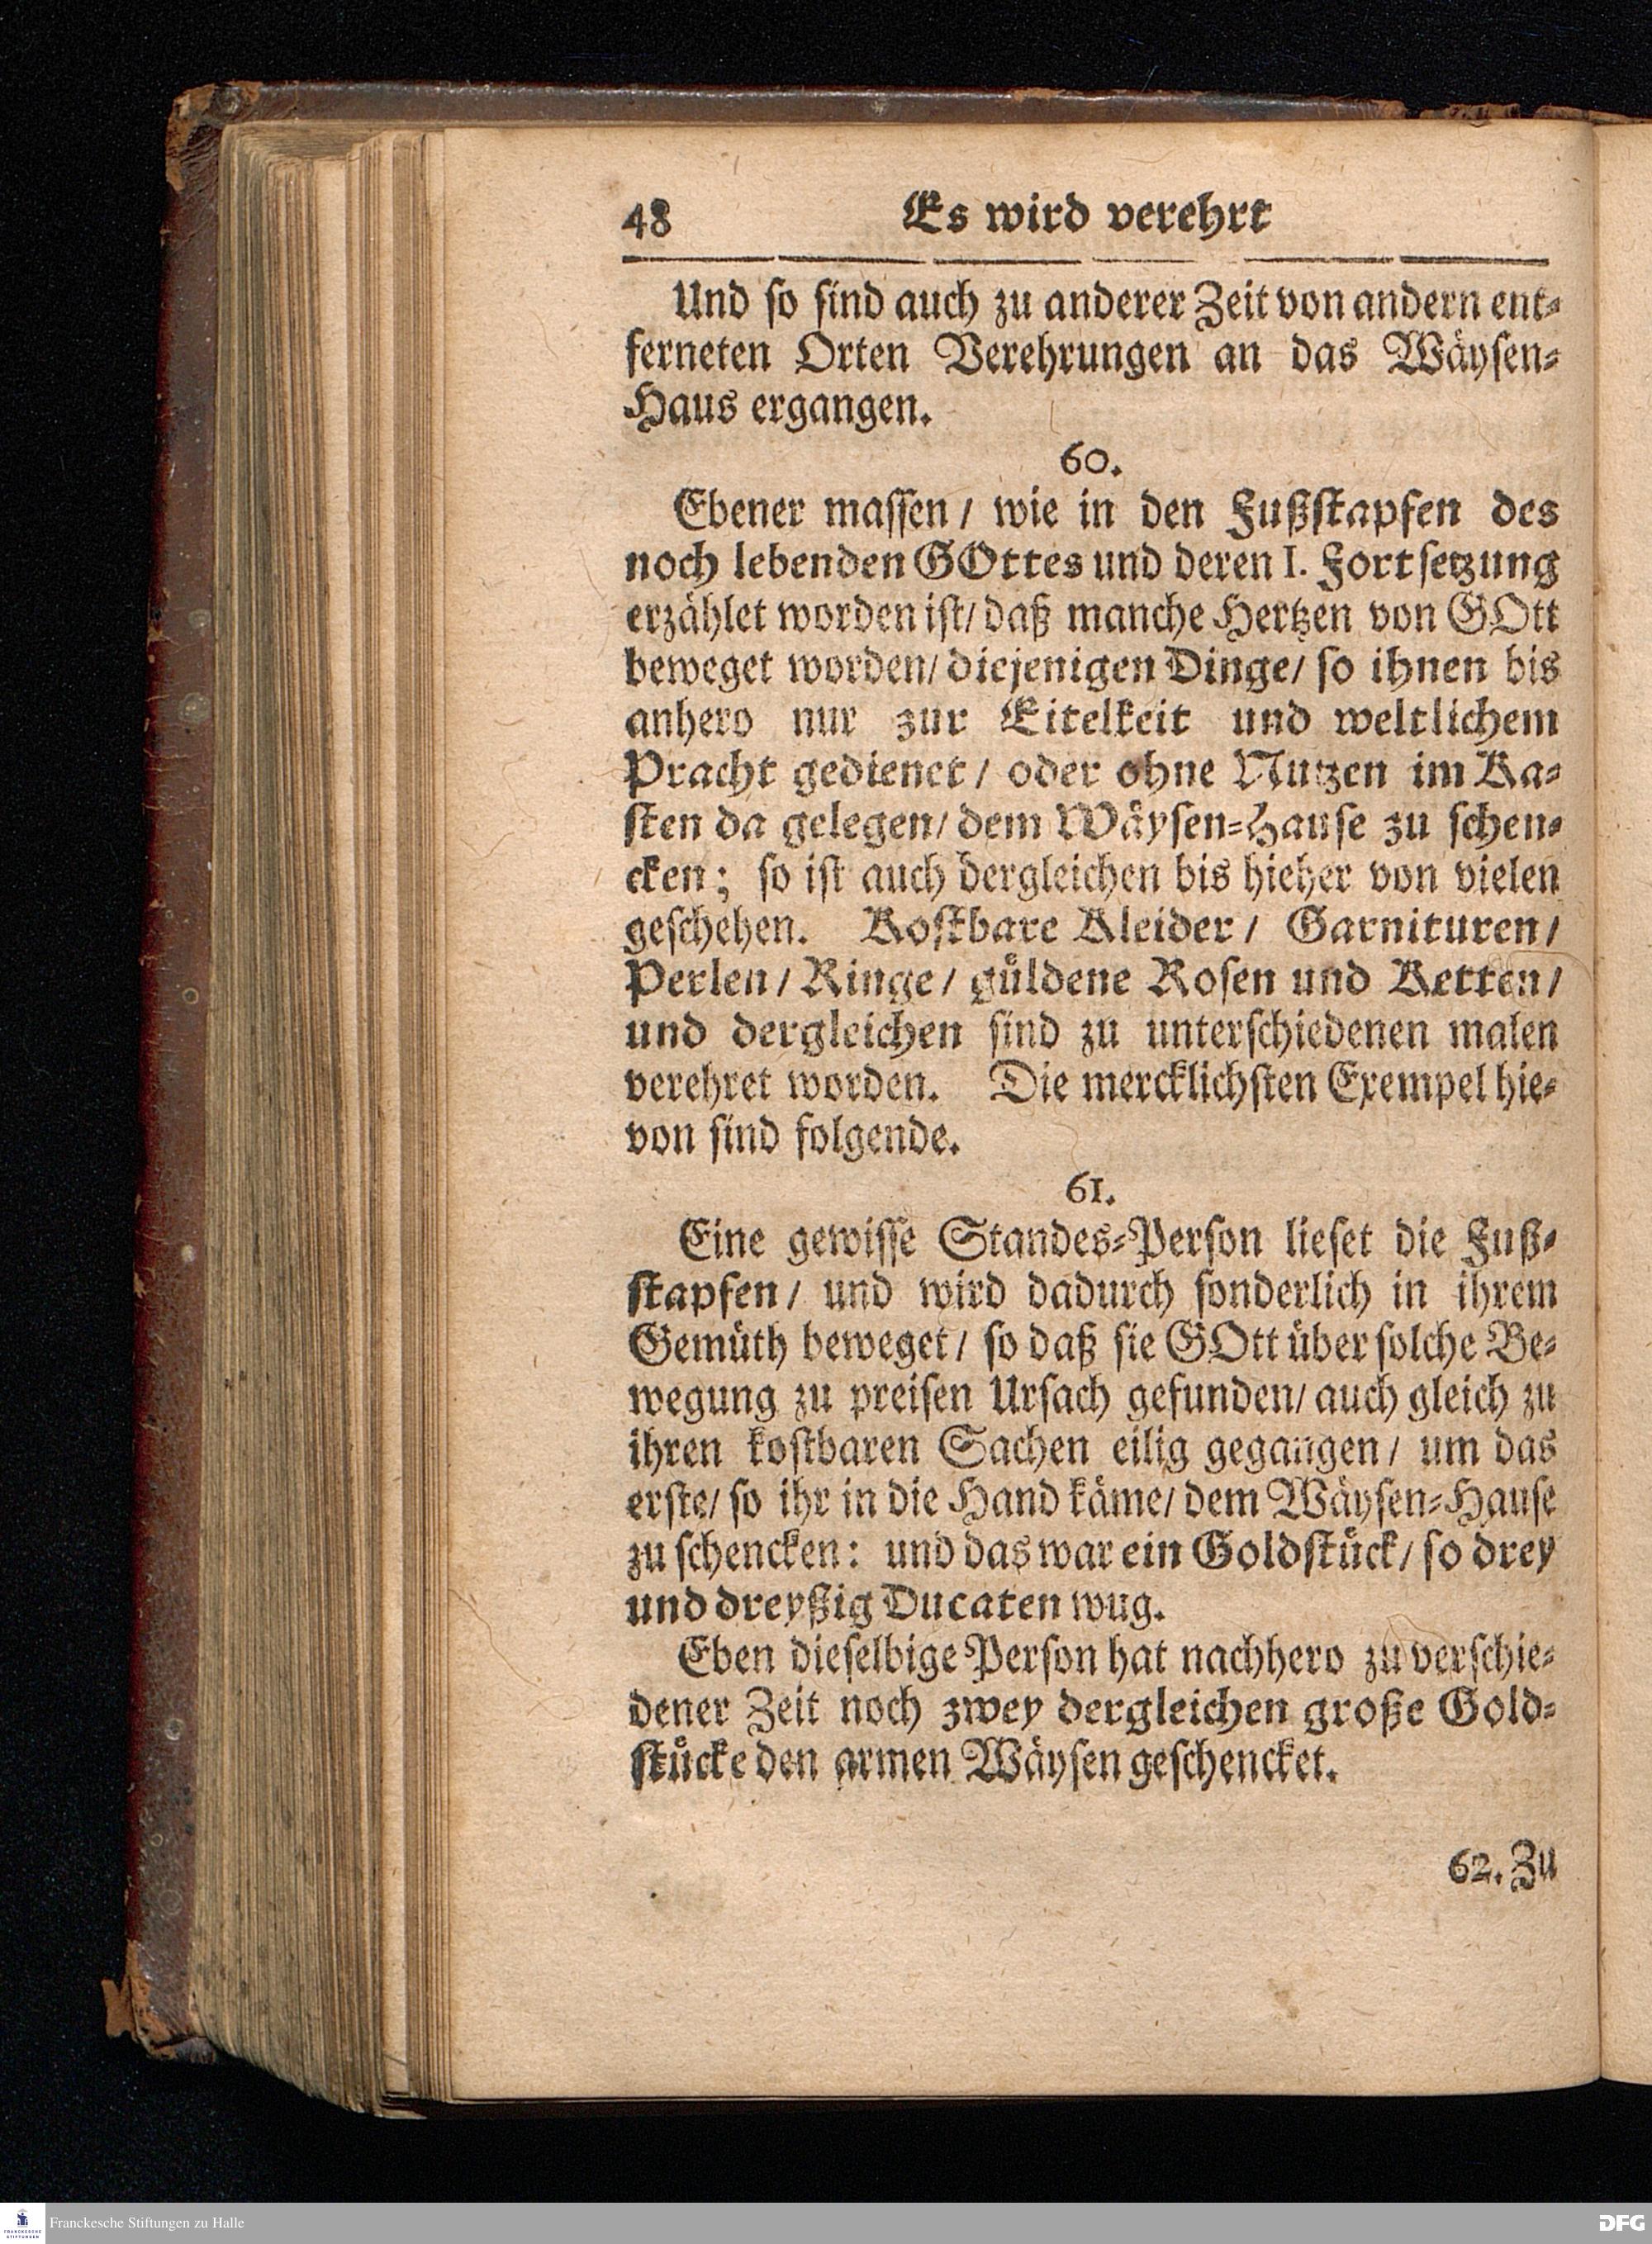 48 Es wird verehrt
Und so sind auch zu anderer Zeit von andern ent-
ferneten Orten Verehrungen an das Wäysen-
Haus ergangen.
60.
Ebener massen / wie in den Fußstapfen des
noch lebenden GOttes und deren I. Fortsetzung
erzählet worden ist / daß manche Hertzen von GOtt
beweget worden / diejenigen Dinge / so ihnen bis
anhero nur zur Eitelkeit und weltlichem
Pracht gedienet / oder ohne Nutzen im Ka-
sten da gelegen / dem Wäysen-Hause zu schen-
cken; so ist auch dergleichen bis hieher von vielen
geschehen. Kostbare Kleider / Garnituren /
Perlen / Ringe / güldene Rosen und Ketten /
und dergleichen sind zu unterschiedenen malen
verehret worden. Die mercklichsten Exempel hie-
von sind folgende.
61.
Eine gewisse Standes-Person lieset die Fuß-
stapfen / und wird dadurch sonderlich in ihrem
Gemüth beweget / so daß sie GOtt über solche Be-
wegung zu preisen Ursach gefunden / auch gleich zu
ihren kostbaren Sachen eilig gegangen / um das
erste / so ihr in die Hand käme / dem Wäysen-Hause
zu schencken: und das war ein Goldstück / so drey
und dreyßig Ducaten wug.
Eben dieselbige Person hat nachhero zu verschie-
dener Zeit noch zwey dergleichen große Gold-
stücke den armen Wäysen geschencket.
62. Zu
FRANCKESCHE
STIFTUNGEN
Franckesche Stiftungen zu Halle
DFG